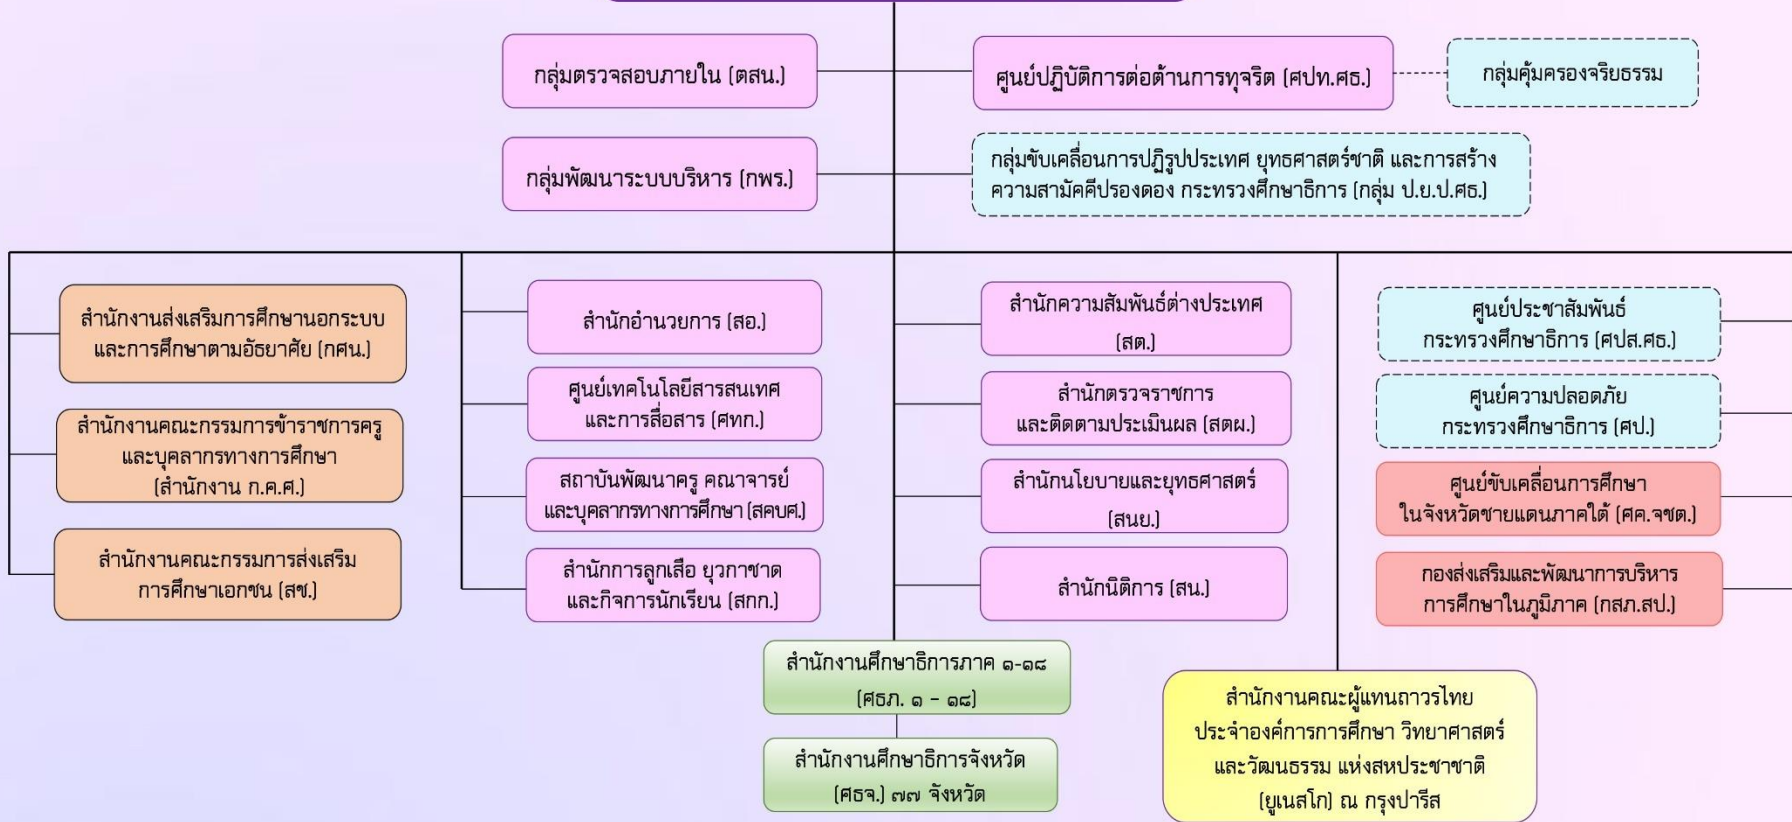 กลุ่มตรวจสอบภายใน (ตสน.)
ศูนย์ปฏิบัติการต่อต้านการทุจริต (ศปท.ศธ.)
กลุ่มคุ้มครองจริยธรรม
กลุ่มพัฒนาระบบบริหาร (กพร.)
กลุ่มขับเคลื่อนการปฏิรูปประเทศ ยุทธศาสตร์ชาติ และการสร้าง
ความสามัคคีปรองดอง กระทรวงศึกษาธิการ (กลุ่ม ป.ย.ป.ศธ.)
สำนักงานส่งเสริมการศึกษานอกระบบ
และการศึกษาตามอัธยาศัย (กศน.)
สำนักงานคณะกรรมการข้าราชการครู
และบุคลากรทางการศึกษา
(สำนักงาน ก.ค.ศ.)
สำนักงานคณะกรรมการส่งเสริม
การศึกษาเอกชน (สช.)
สำนักอำนวยการ (สอ.)
ศูนย์เทคโนโลยีสารสนเทศ
และการสื่อสาร (ศทก.)
สถาบันพัฒนาครู คณาจารย์
และบุคลากรทางการศึกษา (สคบศ.)
สำนักการลูกเสือ ยุวกาชาด
และกิจการนักเรียน (สกก.)
สำนักความสัมพันธ์ต่างประเทศ
(สต.)
สำนักตรวจราชการ
และติดตามประเมินผล (สตผ.)
สำนักนโยบายและยุทธศาสตร์
(สนย.)
สำนักนิติการ (สน.)
ศูนย์ประชาสัมพันธ์
กระทรวงศึกษาธิการ (ศปส.ศธ.)
ศูนย์ความปลอดภัย
กระทรวงศึกษาธิการ (ศป.)
ศูนย์ขับเคลื่อนการศึกษา
ในจังหวัดชายแดนภาคใต้ (ศค.จชต.)
กองส่งเสริมและพัฒนาการบริหาร
การศึกษาในภูมิภาค (กสภ.สป.)
สำนักงานศึกษาธิการภาค ๑-๑๘
(ศธภ. ๑ - ๑๘)
สำนักงานศึกษาธิการจังหวัด
(ศธจ.) ๗๗ จังหวัด
สำนักงานคณะผู้แทนถาวรไทย
ประจำองค์การการศึกษา วิทยาศาสตร์
และวัฒนธรรม แห่งสหประชาชาติ
(ยูเนสโก) ณ กรุงปารีส